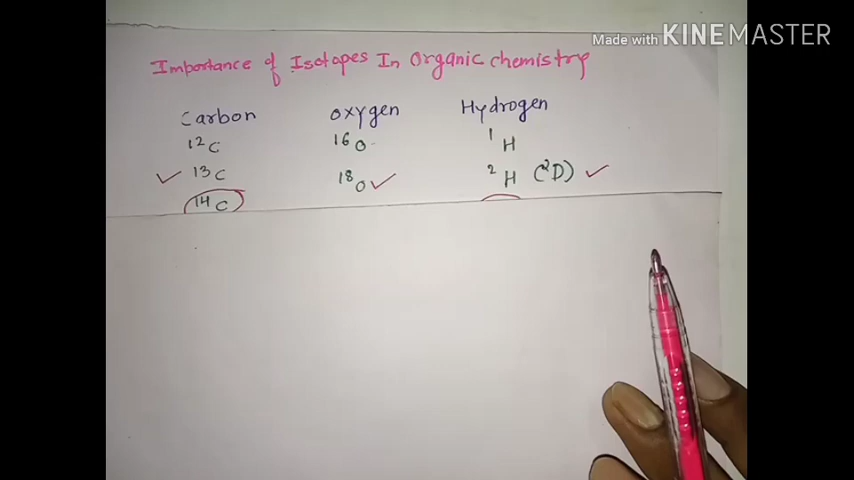 Made with KINEMASTER
Importance of Isotopes In Organic chemistry
Carbon Oxygen Hydrogen
¹²C ¹⁶O ¹H
✓ ¹³C ¹⁸O ✓ ²H (²D) ✓
¹⁴C